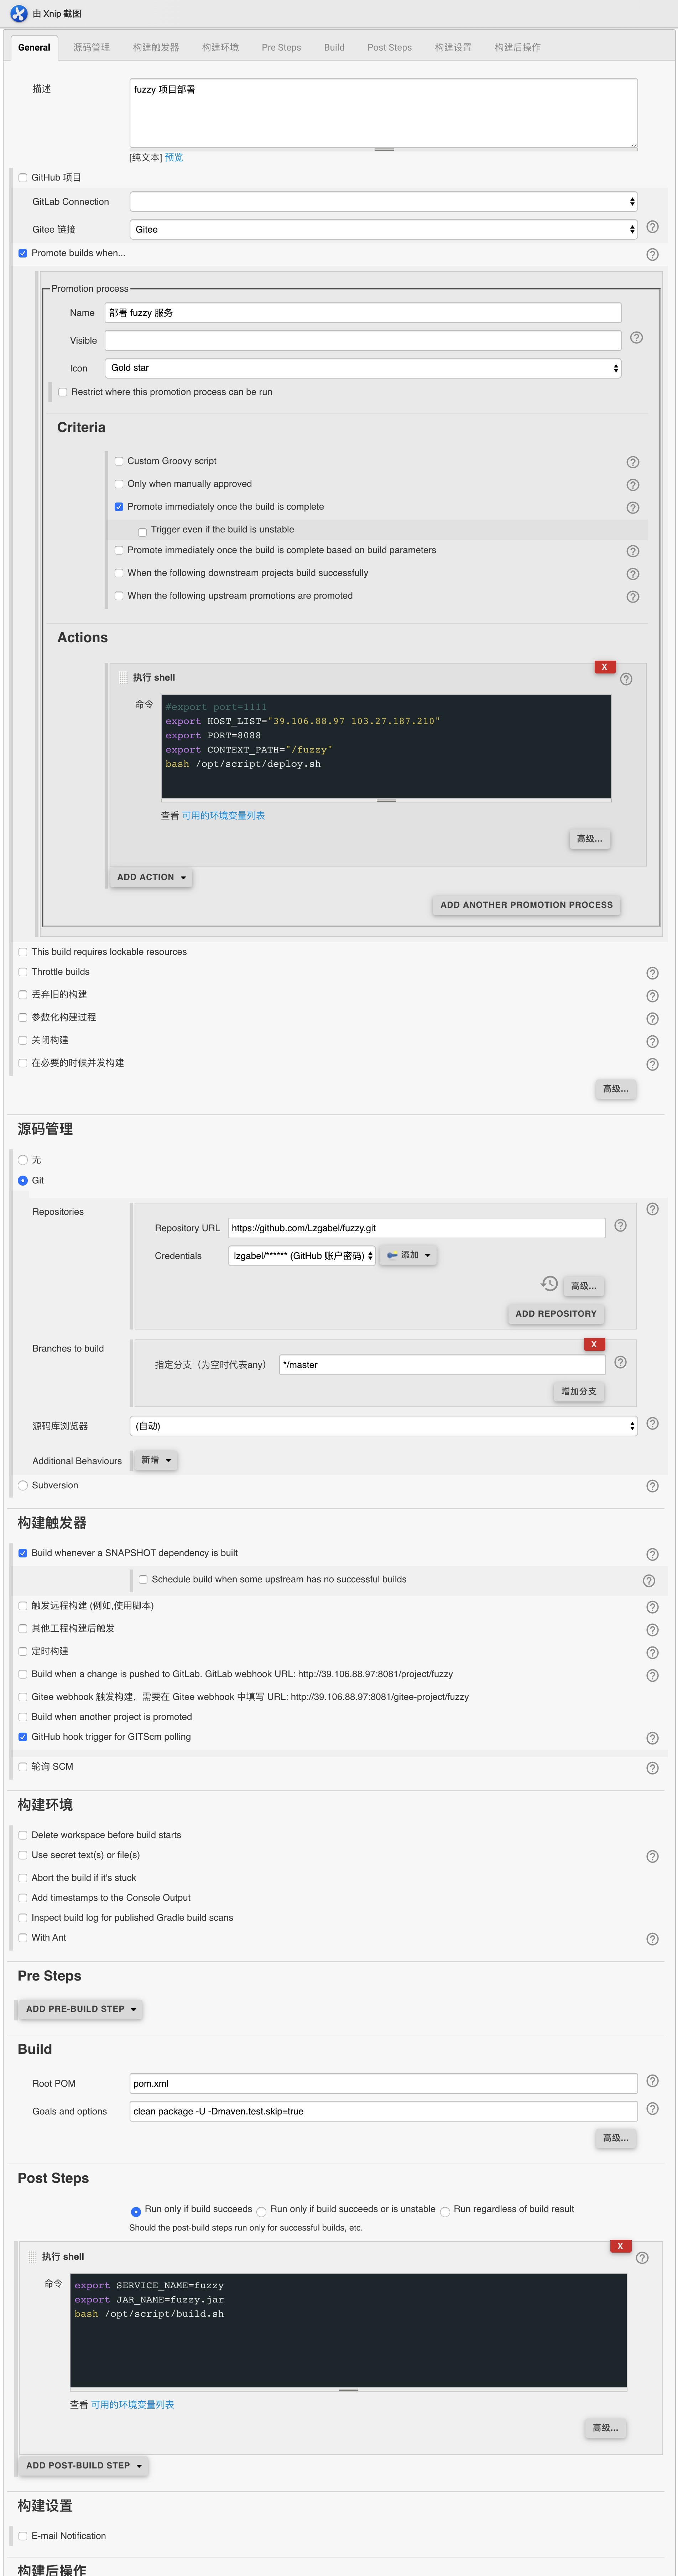 由 Xnip 截图
General 源码管理 构建触发器 构建环境 Pre Steps Build Post Steps 构建设置 构建后操作
描述
fuzzy 项目部署
[纯文本] 预览
GitHub 项目
GitLab Connection
Gitee 链接 Gitee
Promote builds when...
Promotion process
Name 部署 fuzzy 服务
Visible
Icon Gold star
Restrict where this promotion process can be run
Criteria
Custom Groovy script
Only when manually approved
Promote immediately once the build is complete
Trigger even if the build is unstable
Promote immediately once the build is complete based on build parameters
When the following downstream projects build successfully
When the following upstream promotions are promoted
Actions
X
执行 shell
命令
#export port=1111
export HOST_LIST="39.106.88.97 103.27.187.210"
export PORT=8088
export CONTEXT_PATH="/fuzzy"
bash /opt/script/deploy.sh
查看 可用的环境变量列表
高级...
ADD ACTION
ADD ANOTHER PROMOTION PROCESS
This build requires lockable resources
Throttle builds
丢弃旧的构建
参数化构建过程
关闭构建
在必要的时候并发构建
高级...
源码管理
无
Git
Repositories
Repository URL https://github.com/Lzgabel/fuzzy.git
Credentials lzgabel/****** (GitHub 账户密码) 添加
高级...
ADD REPOSITORY
Branches to build
X
指定分支（为空时代表any） */master
增加分支
源码库浏览器 (自动)
Additional Behaviours 新增
Subversion
构建触发器
Build whenever a SNAPSHOT dependency is built
Schedule build when some upstream has no successful builds
触发远程构建 (例如,使用脚本)
其他工程构建后触发
定时构建
Build when a change is pushed to GitLab. GitLab webhook URL: http://39.106.88.97:8081/project/fuzzy
Gitee webhook 触发构建，需要在 Gitee webhook 中填写 URL: http://39.106.88.97:8081/gitee-project/fuzzy
Build when another project is promoted
GitHub hook trigger for GITScm polling
轮询 SCM
构建环境
Delete workspace before build starts
Use secret text(s) or file(s)
Abort the build if it's stuck
Add timestamps to the Console Output
Inspect build log for published Gradle build scans
With Ant
Pre Steps
ADD PRE-BUILD STEP
Build
Root POM pom.xml
Goals and options clean package -U -Dmaven.test.skip=true
高级...
Post Steps
Run only if build succeeds Run only if build succeeds or is unstable Run regardless of build result
Should the post-build steps run only for successful builds, etc.
X
执行 shell
命令
export SERVICE_NAME=fuzzy
export JAR_NAME=fuzzy.jar
bash /opt/script/build.sh
查看 可用的环境变量列表
高级...
ADD POST-BUILD STEP
构建设置
E-mail Notification
构建后操作